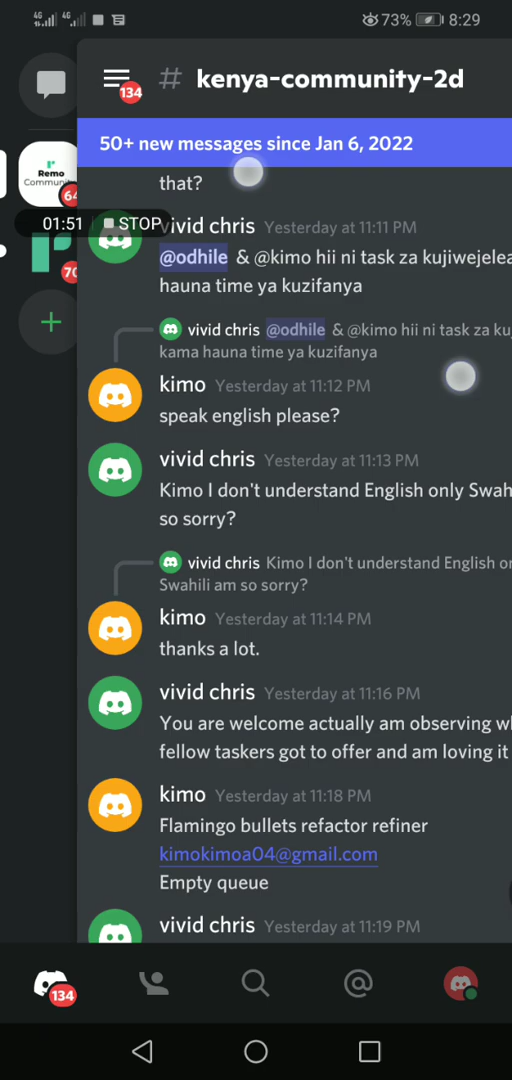 4G 4G 73% 8:29
134
# kenya-community-2d
50+ new messages since Jan 6, 2022
Remo
Community
64
that?
01:51 STOP
vivid chris Yesterday at 11:11 PM
@odhile & @kimo hii ni task za kujiwejelea
hauna time ya kuzifanya
70
vivid chris @odhile & @kimo hii ni task za ku
kama hauna time ya kuzifanya
kimo Yesterday at 11:12 PM
speak english please?
vivid chris Yesterday at 11:13 PM
Kimo I don't understand English only Swah
so sorry?
vivid chris Kimo I don't understand English on
Swahili am so sorry?
kimo Yesterday at 11:14 PM
thanks a lot.
vivid chris Yesterday at 11:16 PM
You are welcome actually am observing w
fellow taskers got to offer and am loving it
kimo Yesterday at 11:18 PM
Flamingo bullets refactor refiner
kimokimoa04@gmail.com
Empty queue
vivid chris Yesterday at 11:19 PM
134